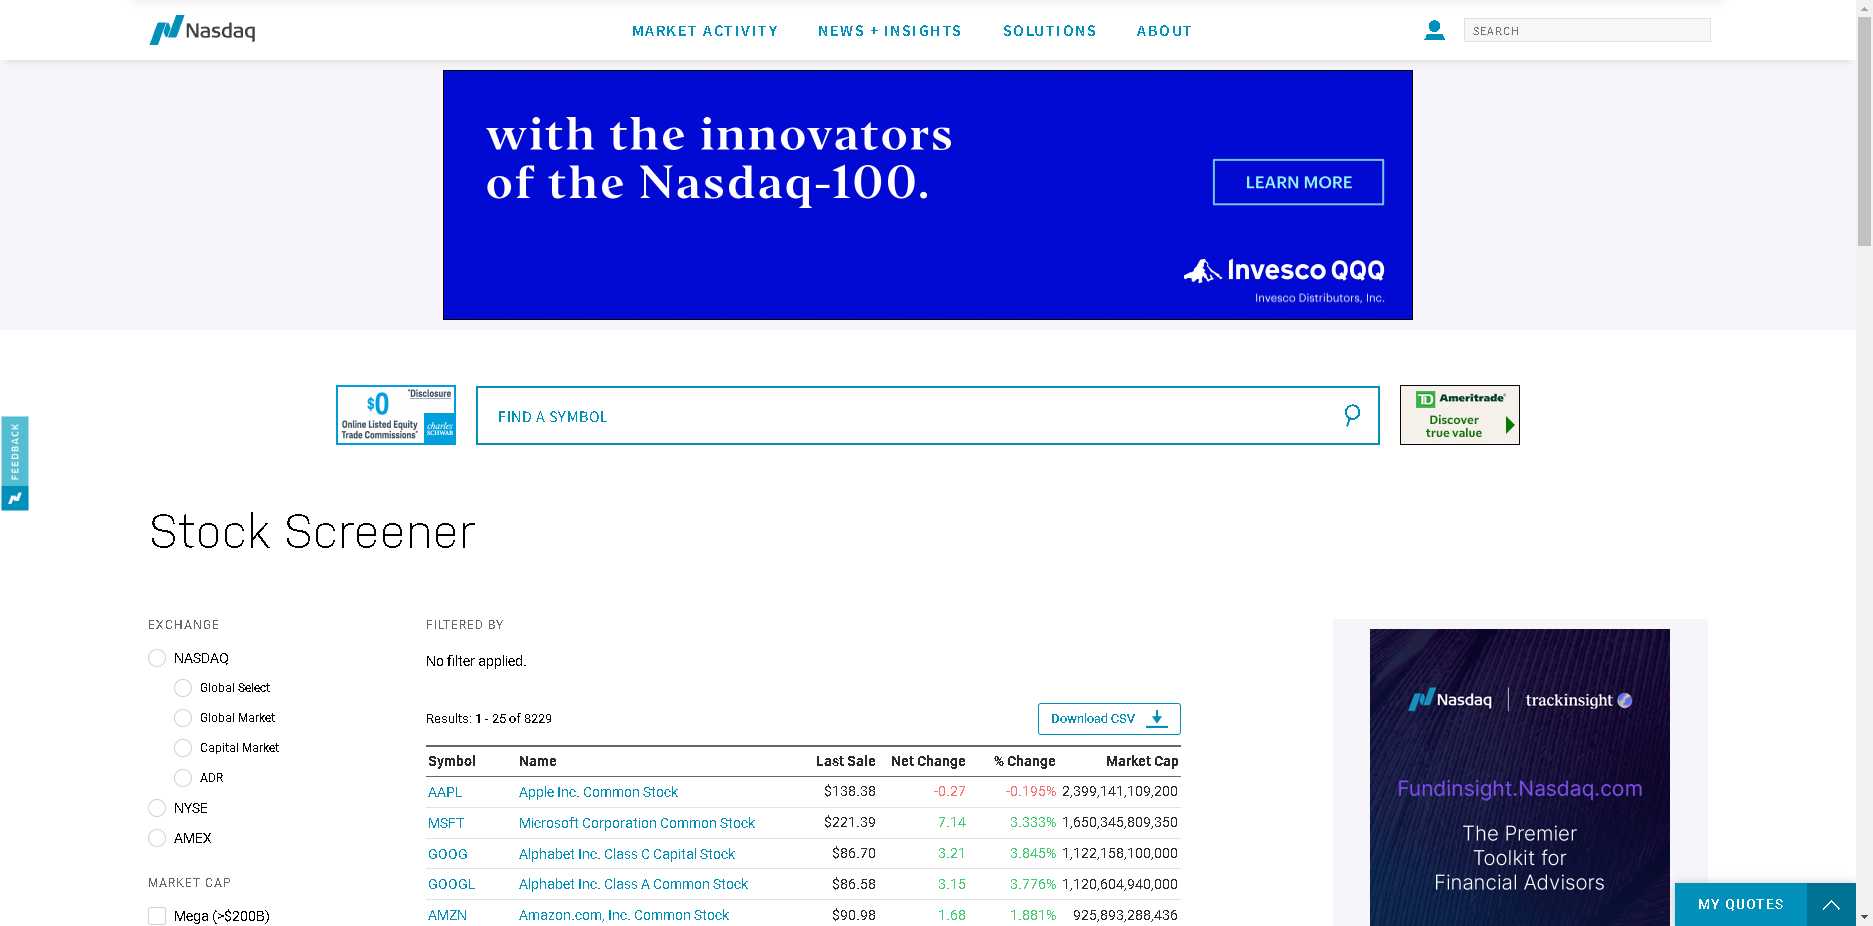 Nasdaq
MARKET ACTIVITY
NEWS + INSIGHTS
SOLUTIONS
ABOUT
SEARCH
with the innovators
of the Nasdaq-100.
LEARN MORE
Invesco QQQ
Invesco Distributors, Inc.
$0
*Disclosure
Online Listed Equity
Trade Commissions*
charles
SCHWAB
FIND A SYMBOL
TD Ameritrade®
Discover
true value
FEEDBACK
Stock Screener
EXCHANGE
NASDAQ
Global Select
Global Market
Capital Market
ADR
NYSE
AMEX
MARKET CAP
Mega (>$200B)
FILTERED BY
No filter applied.
Results: 1 - 25 of 8229
Download CSV
Symbol Name Last Sale Net Change % Change Market Cap
AAPL Apple Inc. Common Stock $138.38 -0.27 -0.195% 2,399,141,109,200
MSFT Microsoft Corporation Common Stock $221.39 7.14 3.333% 1,650,345,809,350
GOOG Alphabet Inc. Class C Capital Stock $86.70 3.21 3.845% 1,122,158,100,000
GOOGL Alphabet Inc. Class A Common Stock $86.58 3.15 3.776% 1,120,604,940,000
AMZN Amazon.com, Inc. Common Stock $90.98 1.68 1.881% 925,893,288,436
Nasdaq | trackinsight
Fundinsight.Nasdaq.com
The Premier
Toolkit for
Financial Advisors
MY QUOTES